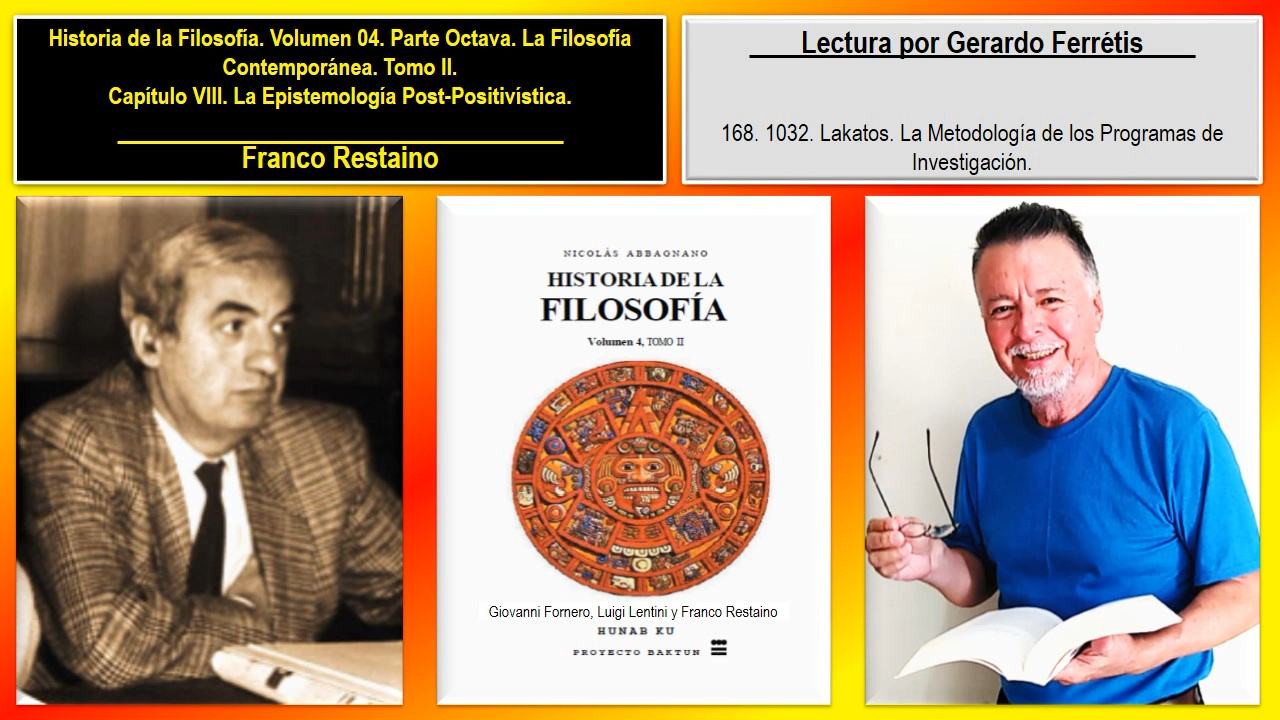 Historia de la Filosofía. Volumen 04. Parte Octava. La Filosofía
Contemporánea. Tomo II.
Capítulo VIII. La Epistemología Post-Positivística.
Franco Restaino
Lectura por Gerardo Ferrétis
168. 1032. Lakatos. La Metodología de los Programas de
Investigación.
NICOLÁS ABBAGNANO
HISTORIA DE LA
FILOSOFÍA
Volumen 4, TOMO II
Giovanni Fornero, Luigi Lentini y Franco Restaino
HUNAB KU
PROYECTO BAKTUN